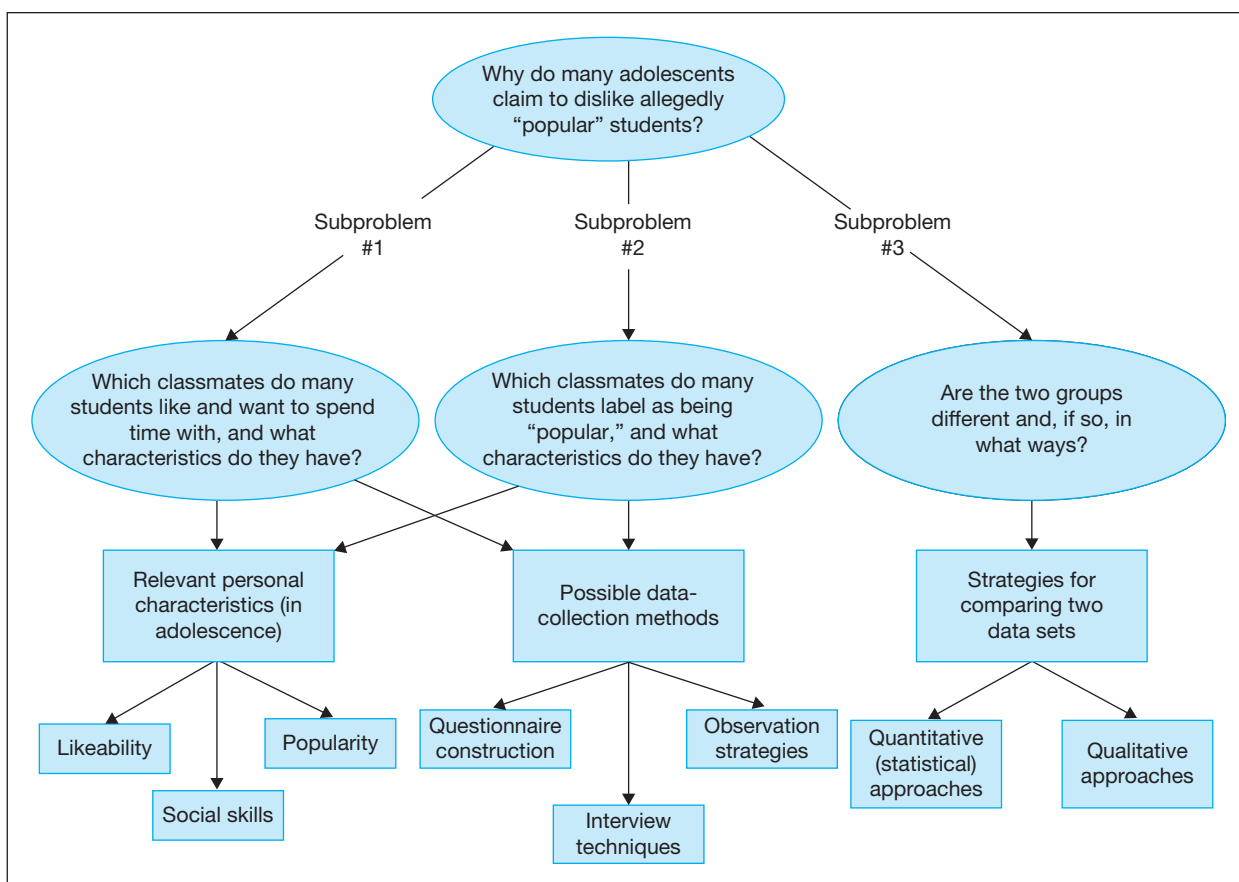 Why do many adolescents
claim to dislike allegedly
“popular” students?
Subproblem
#1
Subproblem
#2
Subproblem
#3
Which classmates do many
students like and want to spend
time with, and what
characteristics do they have?
Which classmates do many
students label as being
“popular,” and what
characteristics do they have?
Are the two groups
different and, if so, in
what ways?
Relevant personal
characteristics (in
adolescence)
Possible data-
collection methods
Strategies for
comparing two
data sets
Likeability
Social skills
Popularity
Questionnaire
construction
Interview
techniques
Observation
strategies
Quantitative
(statistical)
approaches
Qualitative
approaches